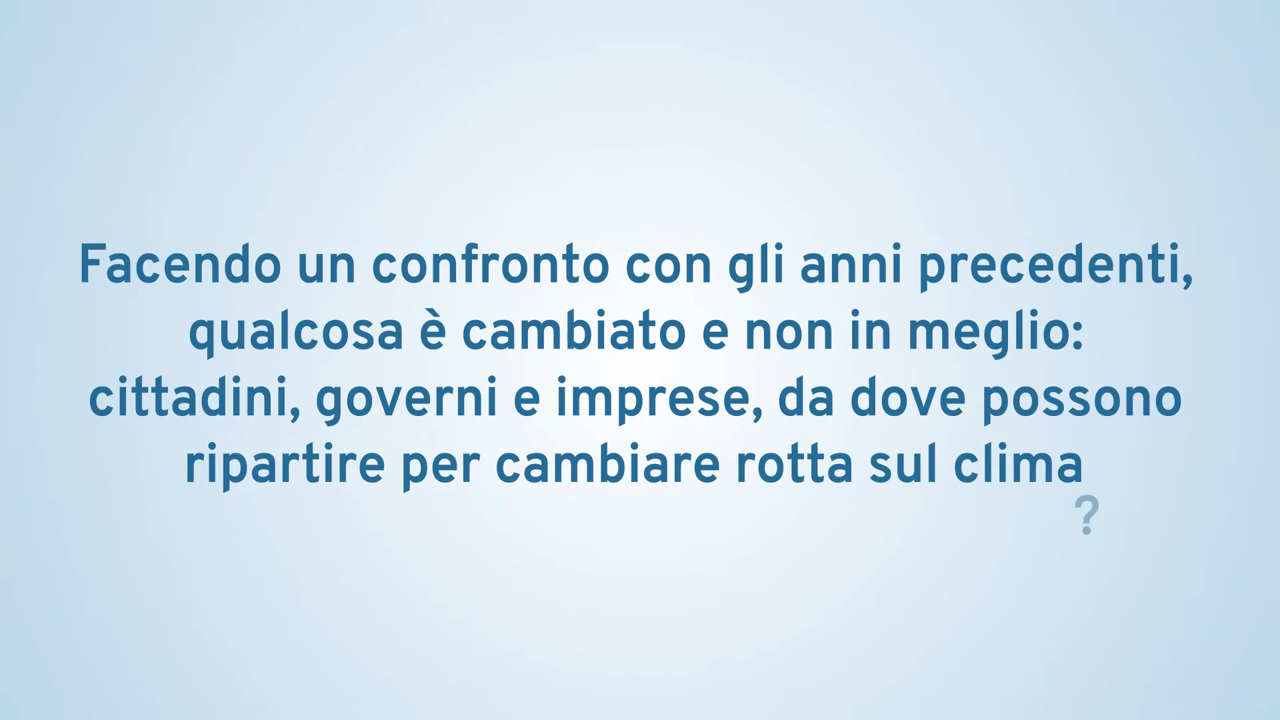 Facendo un confronto con gli anni precedenti,
qualcosa è cambiato e non in meglio:
cittadini, governi e imprese, da dove possono
ripartire per cambiare rotta sul clima
?